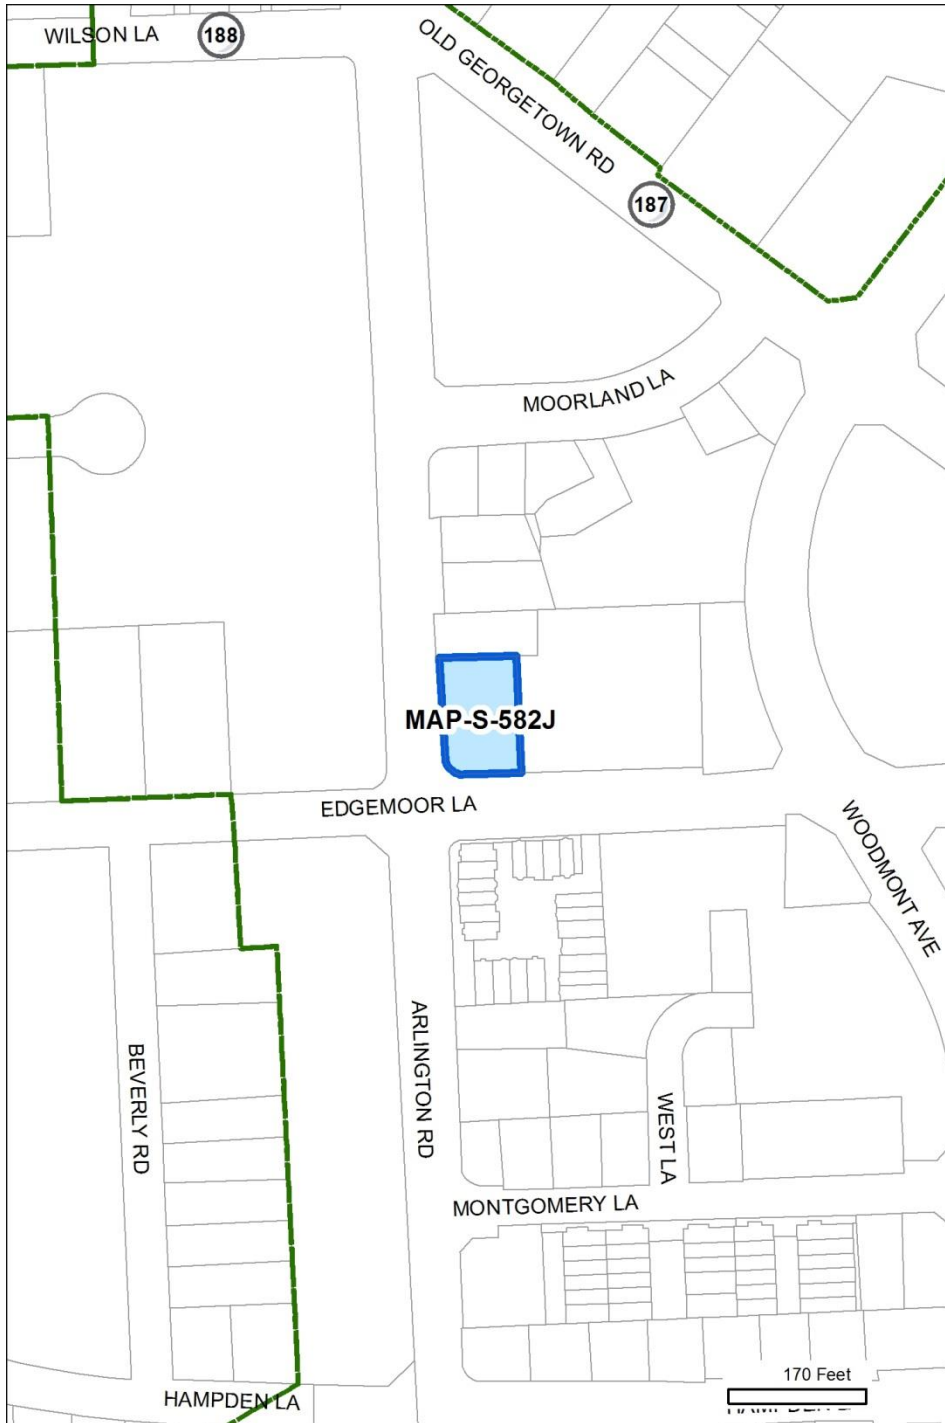 WILSON LA
188
OLD GEORGETOWN RD
187
MOORLAND LA
MAP-S-582J
EDGEMOOR LA
WOODMONT AVE
ARLINGTON RD
BEVERLY RD
WEST LA
MONTGOMERY LA
170 Feet
HAMPDEN LA